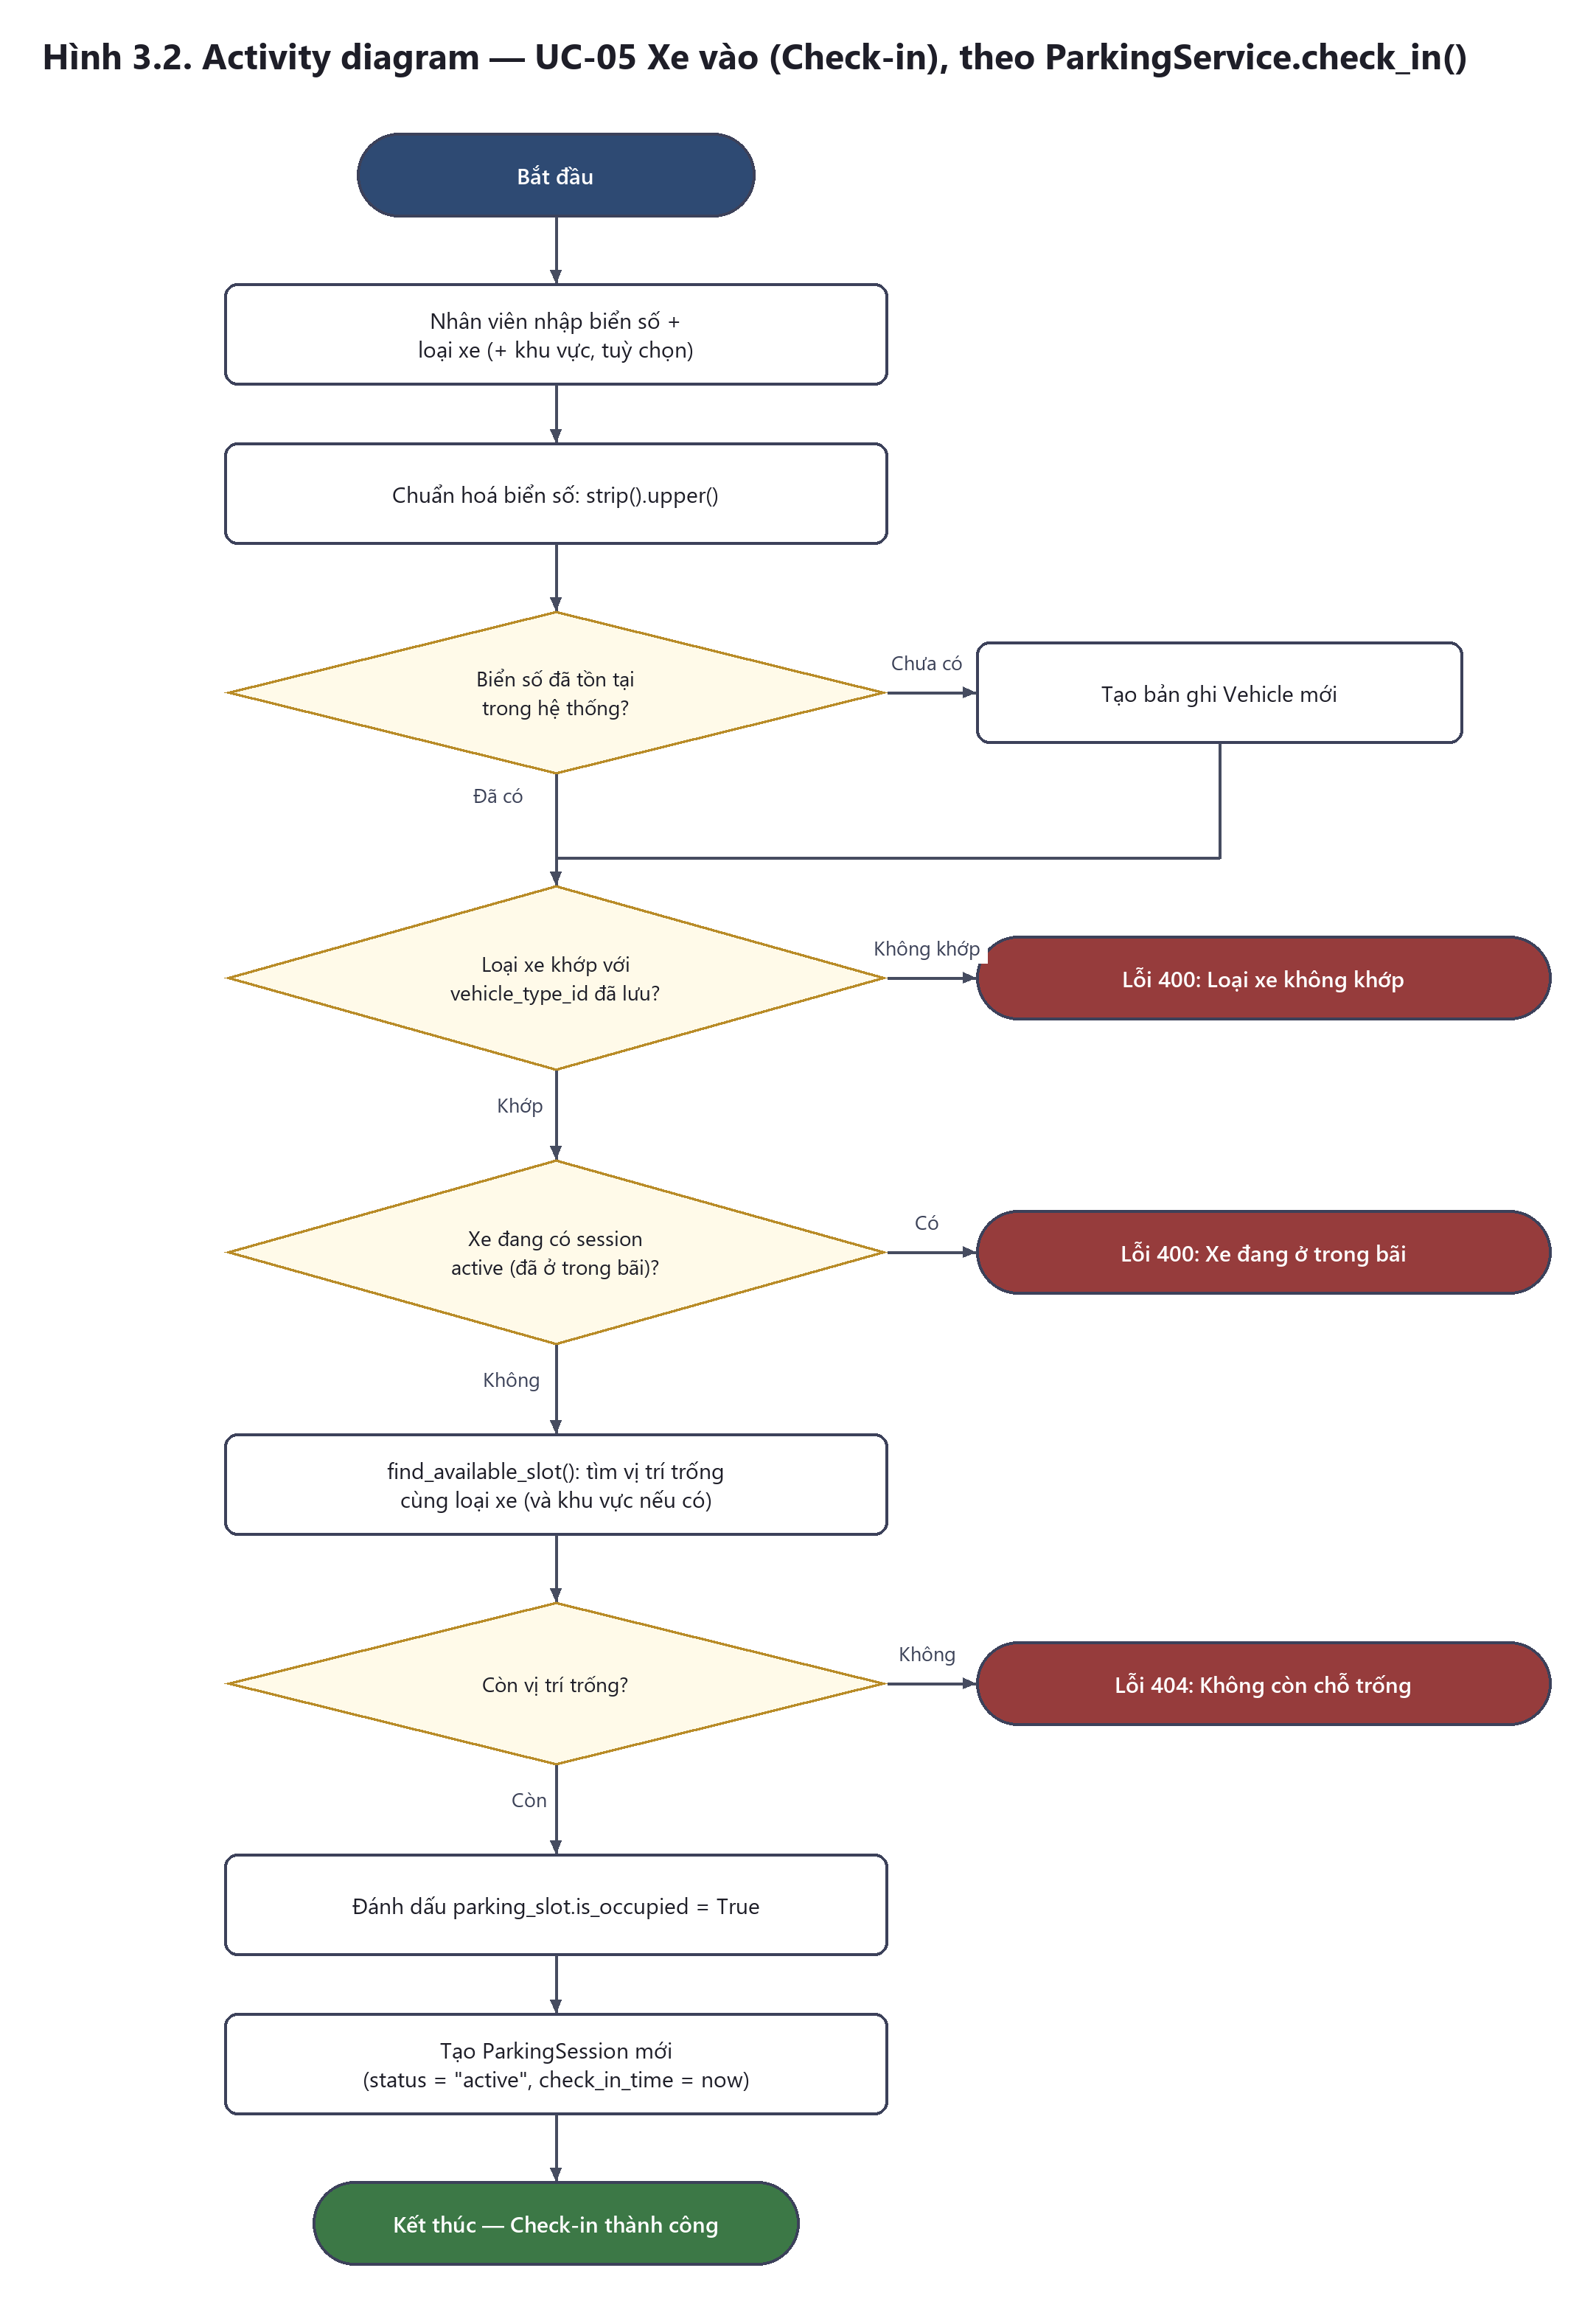 Hình 3.2. Activity diagram — UC-05 Xe vào (Check-in), theo ParkingService.check_in()
Bắt đầu
Nhân viên nhập biển số +
loại xe (+ khu vực, tuỳ chọn)
Chuẩn hoá biển số: strip().upper()
Biển số đã tồn tại
trong hệ thống?
Chưa có
Tạo bản ghi Vehicle mới
Đã có
Loại xe khớp với
vehicle_type_id đã lưu?
Không khớp
Lỗi 400: Loại xe không khớp
Khớp
Xe đang có session
active (đã ở trong bãi)?
Có
Lỗi 400: Xe đang ở trong bãi
Không
find_available_slot(): tìm vị trí trống
cùng loại xe (và khu vực nếu có)
Còn vị trí trống?
Không
Lỗi 404: Không còn chỗ trống
Còn
Đánh dấu parking_slot.is_occupied = True
Tạo ParkingSession mới
(status = "active", check_in_time = now)
Kết thúc — Check-in thành công